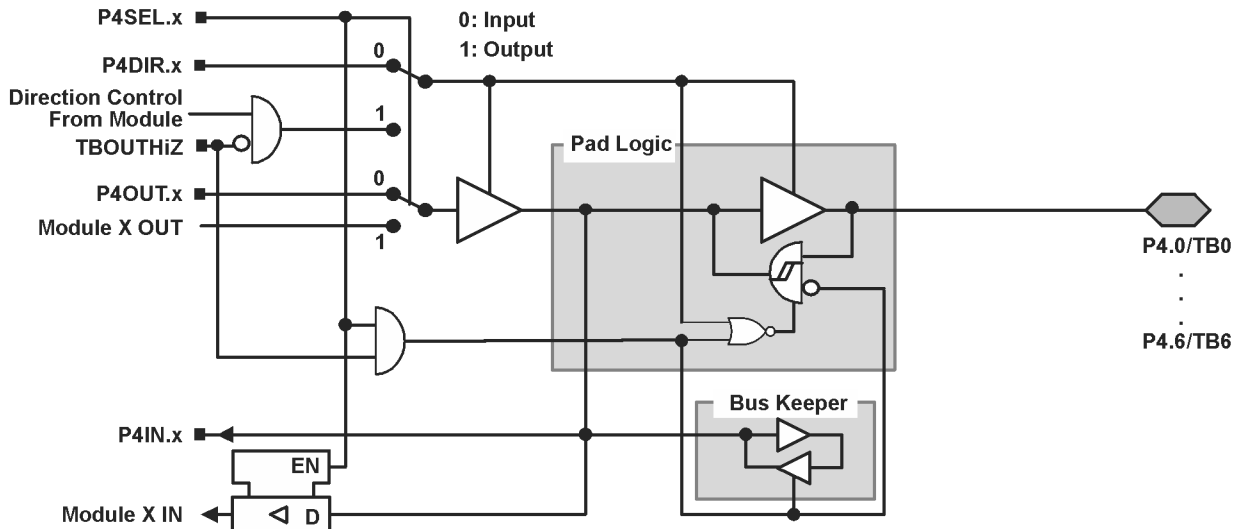 P4SEL.x
0: Input
1: Output
P4DIR.x
0
Direction Control
From Module
1
TBOUTHiZ
Pad Logic
P4OUT.x
0
Module X OUT
1
P4.0/TB0
.
.
.
P4.6/TB6
Bus Keeper
P4IN.x
EN
Module X IN
D